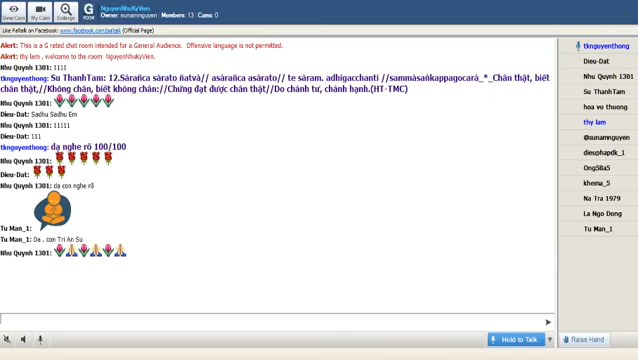 View Cam
My Cam
Enlarge
G
ROOM
NguyenNhuKyVien
Owner: sunamnguyen Members: 13 Cams: 0
Like Paltalk on Facebook: www.facebook.com/paltalk (Official Page)
Alert: This is a G rated chat room intended for a General Audience. Offensive language is not permitted.
Alert: thy lam , welcome to the room NguyenNhuKyVien.
Nhu Quynh 1301: 1111
tknguyenthong: Su ThanhTam: 12.Sārañca sārato ñatvā// asārañca asārato// te sāram. adhigacchanti //sammāsaṅkappagocarā_*_Chân thật, biết
chân thật,//Không chân, biết không chân://Chứng đạt được chân thật//Do chánh tư, chánh hạnh.(HT-TMC)
Nhu Quynh 1301:
Dieu-Dat: Sadhu Sadhu Em
Nhu Quynh 1301: 11111
Dieu-Dat: 111
tknguyenthong: dạ nghe rõ 100/100
Nhu Quynh 1301:
Dieu-Dat:
Nhu Quynh 1301: dạ con nghe rõ
Tu Man_1:
Tu Man_1: Da . con Tri An Su
Nhu Quynh 1301:
Hold to Talk
tknguyenthong
Dieu-Dat
Nhu Quynh 1301
Su ThanhTam
hoa vo thuong
thy lam
@sunamnguyen
dieuphapdk_1
Ong5Ba5
khema_5
Na Tra 1979
La Ngo Dong
Tu Man_1
Raise Hand